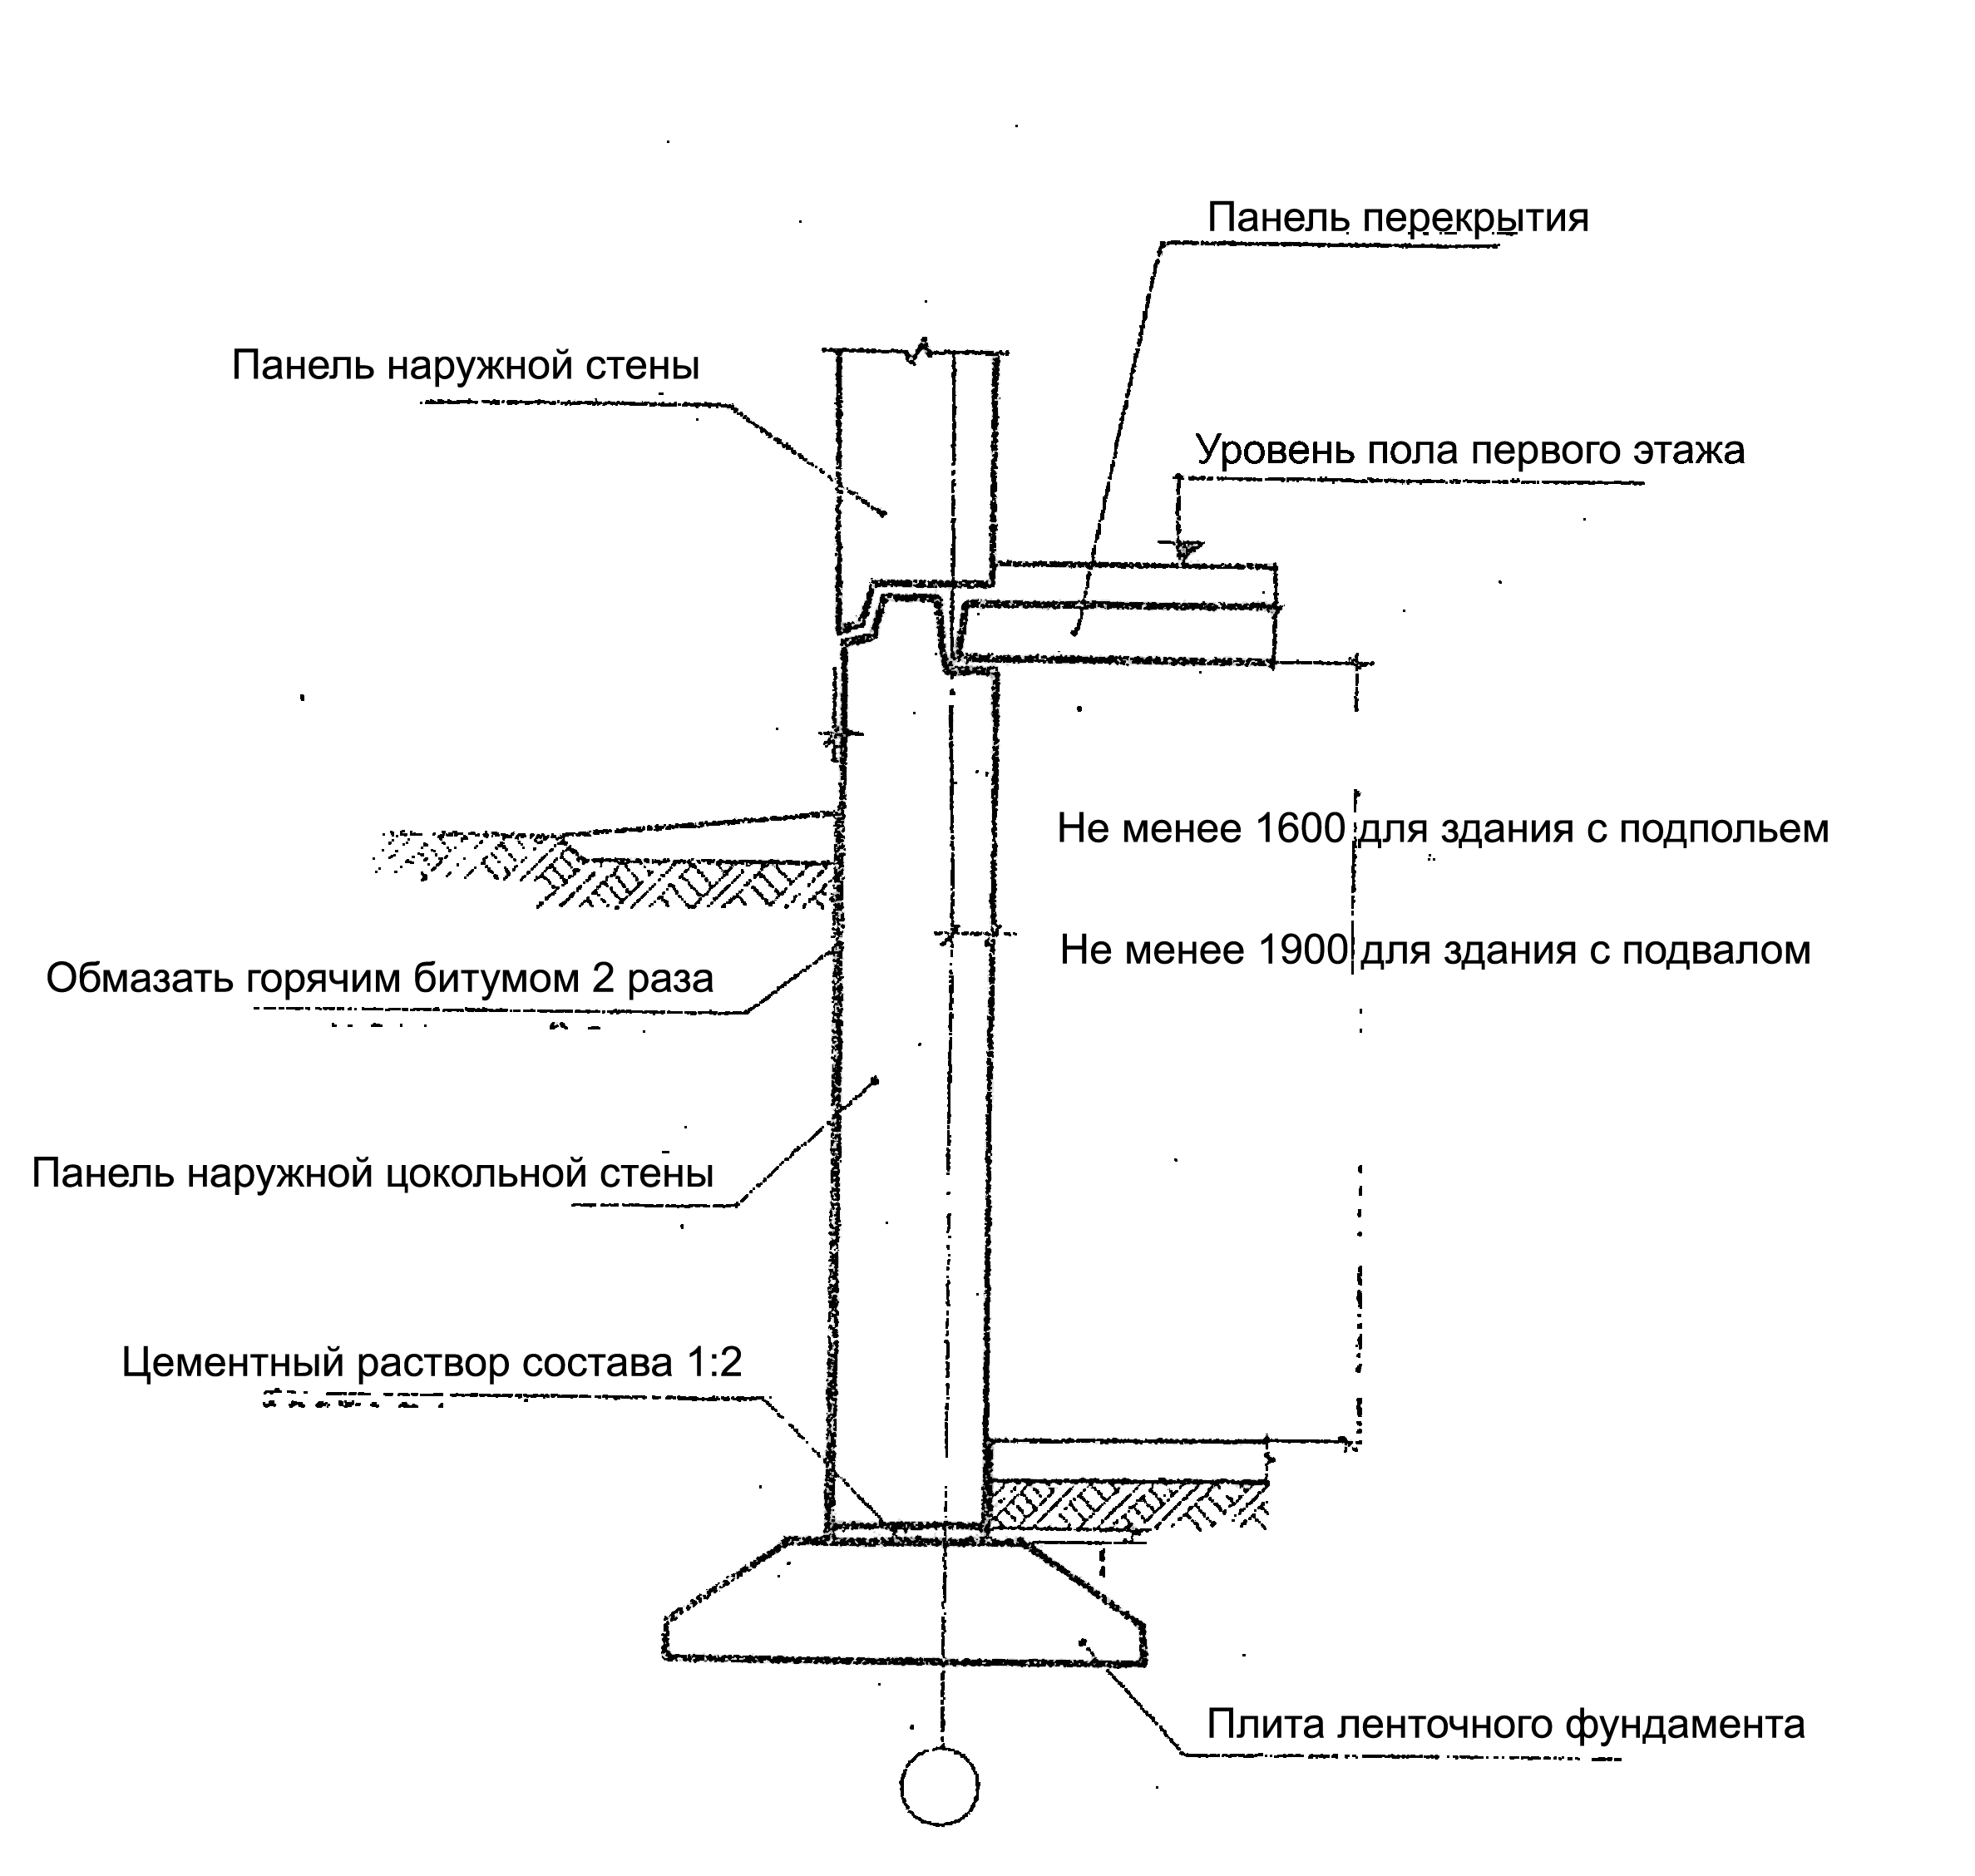 Панель перекрытия
Панель наружной стены
Уровень пола первого этажа
Не менее 1600 для здания с подпольем
Не менее 1900 для здания с подвалом
Обмазать горячим битумом 2 раза
Панель наружной цокольной стены
Цементный раствор состава 1:2
Плита ленточного фундамента